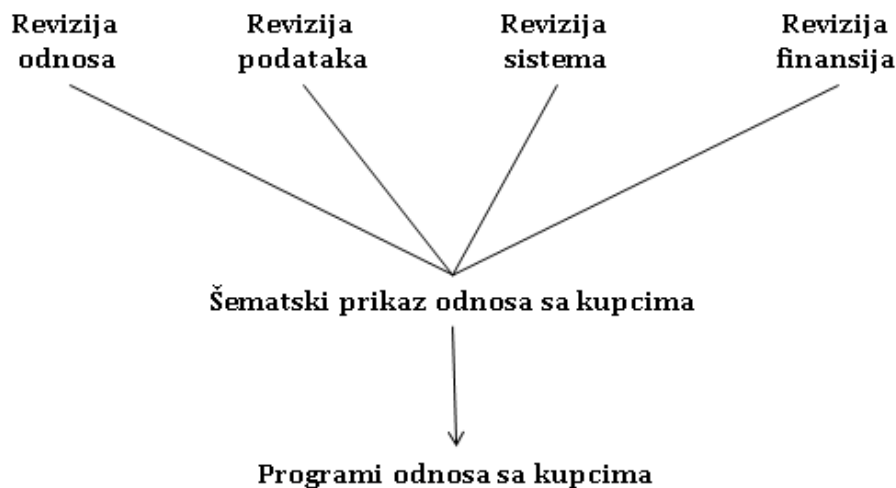 Revizija
odnosa
Revizija
podataka
Revizija
sistema
Revizija
finansija
Šematski prikaz odnosa sa kupcima
Programi odnosa sa kupcima